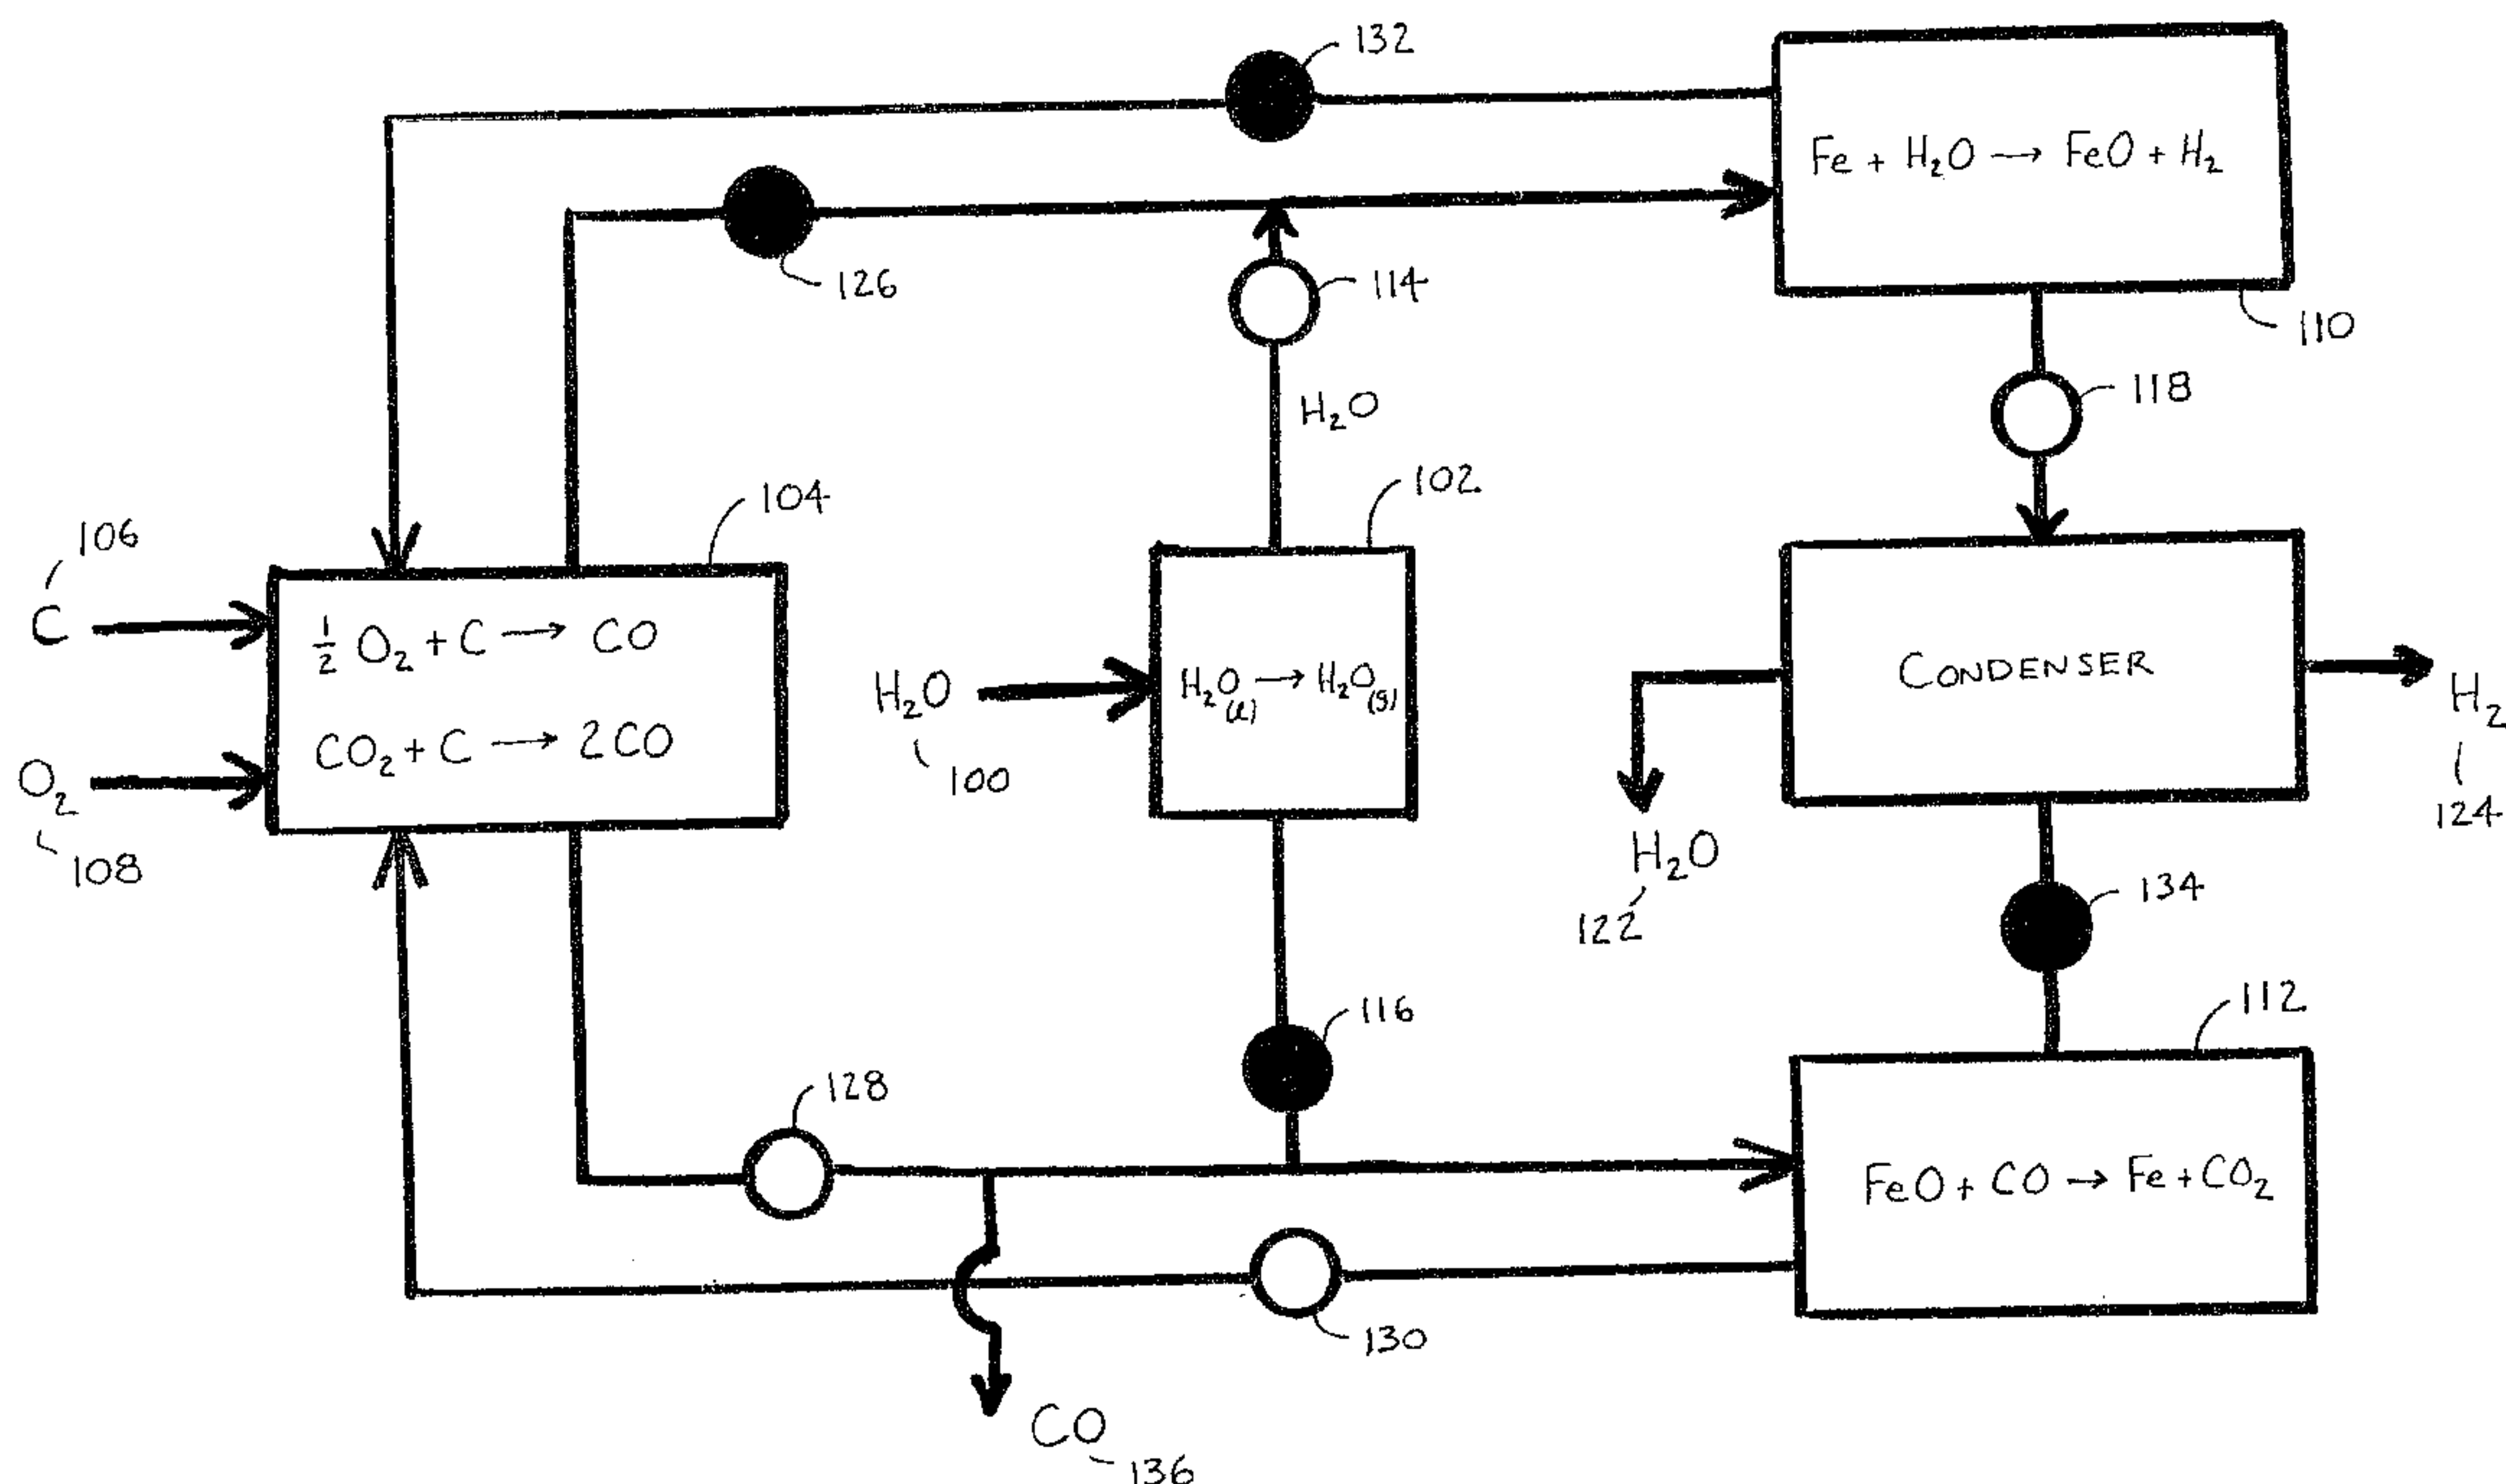 132
Fe + H₂O → FeO + H₂
126
114
110
118
H₂O
102
104
106
C
½ O₂ + C → CO
CO₂ + C → 2CO
O₂
108
H₂O
100
H₂O(l) → H₂O(g)
CONDENSER
H₂
124
H₂O
122
134
116
112
128
FeO + CO → Fe + CO₂
130
CO
136